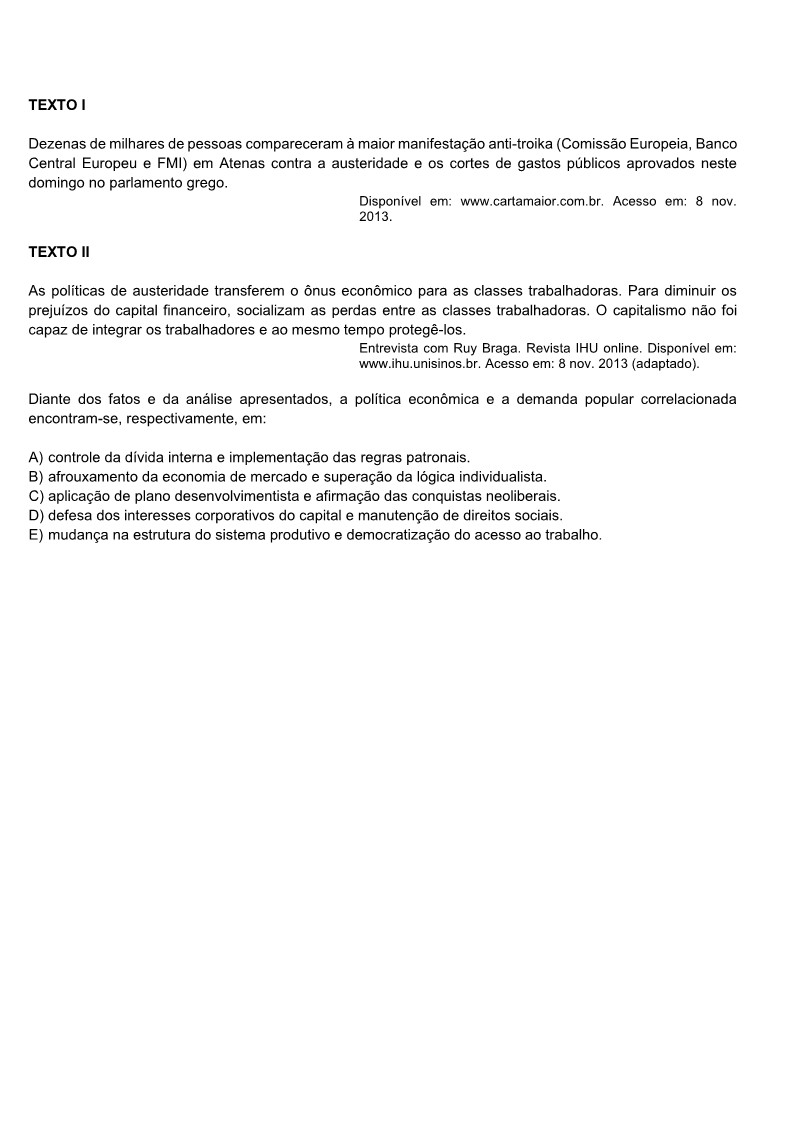 TEXTO I
Dezenas de milhares de pessoas compareceram à maior manifestação anti-troika (Comissão Europeia, Banco
Central Europeu e FMI) em Atenas contra a austeridade e os cortes de gastos públicos aprovados neste
domingo no parlamento grego.
Disponível em: www.cartamaior.com.br. Acesso em: 8 nov.
2013.
TEXTO II
As políticas de austeridade transferem o ônus econômico para as classes trabalhadoras. Para diminuir os
prejuízos do capital financeiro, socializam as perdas entre as classes trabalhadoras. O capitalismo não foi
capaz de integrar os trabalhadores e ao mesmo tempo protegê-los.
Entrevista com Ruy Braga. Revista IHU online. Disponível em:
www.ihu.unisinos.br. Acesso em: 8 nov. 2013 (adaptado).
Diante dos fatos e da análise apresentados, a política econômica e a demanda popular correlacionada
encontram-se, respectivamente, em:
A) controle da dívida interna e implementação das regras patronais.
B) afrouxamento da economia de mercado e superação da lógica individualista.
C) aplicação de plano desenvolvimentista e afirmação das conquistas neoliberais.
D) defesa dos interesses corporativos do capital e manutenção de direitos sociais.
E) mudança na estrutura do sistema produtivo e democratização do acesso ao trabalho.